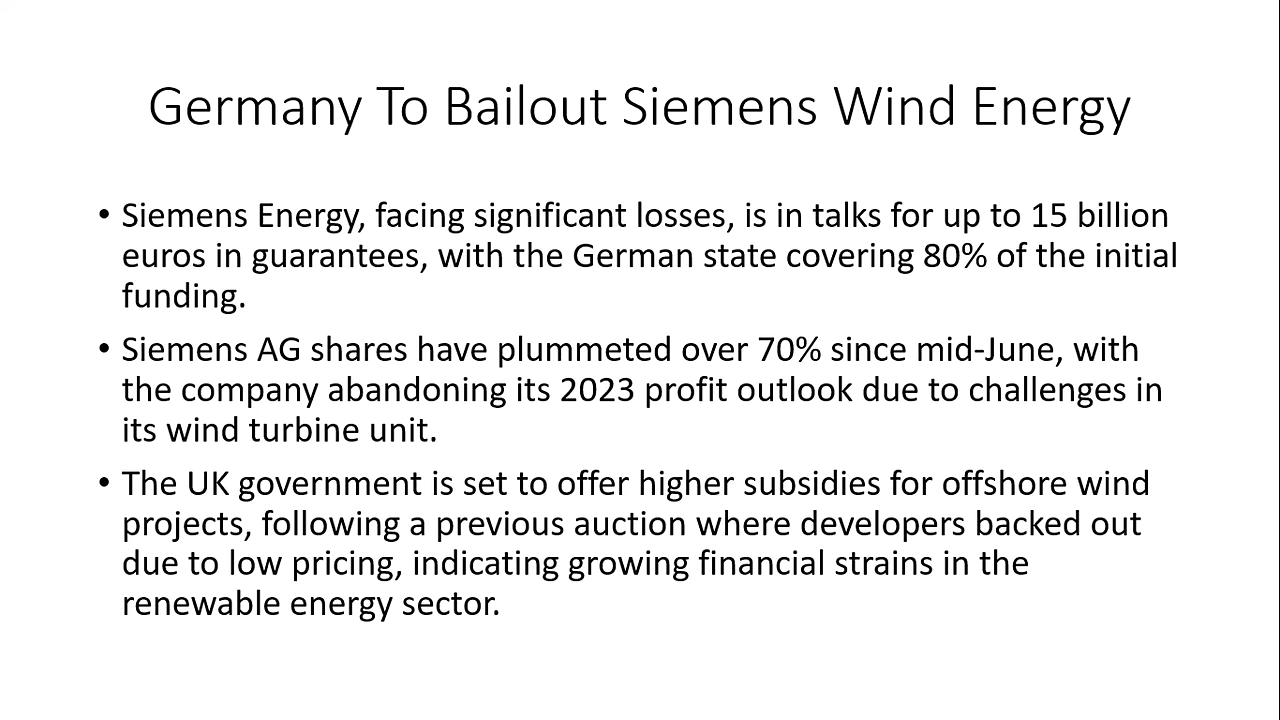 Germany To Bailout Siemens Wind Energy
• Siemens Energy, facing significant losses, is in talks for up to 15 billion
euros in guarantees, with the German state covering 80% of the initial
funding.
• Siemens AG shares have plummeted over 70% since mid-June, with
the company abandoning its 2023 profit outlook due to challenges in
its wind turbine unit.
• The UK government is set to offer higher subsidies for offshore wind
projects, following a previous auction where developers backed out
due to low pricing, indicating growing financial strains in the
renewable energy sector.